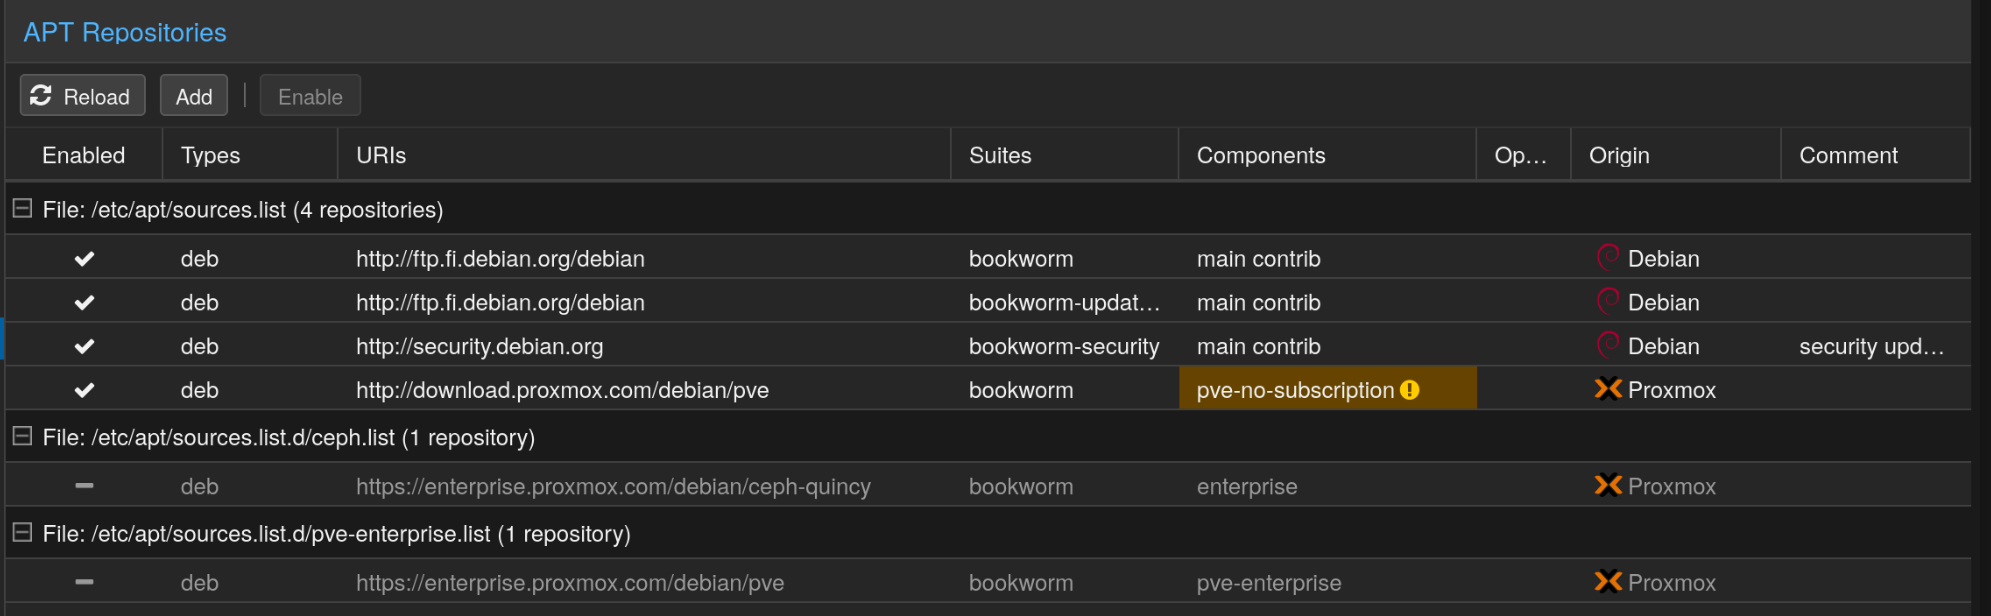 APT Repositories
Reload Add Enable
Enabled Types URIs Suites Components Op... Origin Comment
File: /etc/apt/sources.list (4 repositories)
deb http://ftp.fi.debian.org/debian bookworm main contrib Debian
deb http://ftp.fi.debian.org/debian bookworm-updat... main contrib Debian
deb http://security.debian.org bookworm-security main contrib Debian security upd...
deb http://download.proxmox.com/debian/pve bookworm pve-no-subscription Proxmox
File: /etc/apt/sources.list.d/ceph.list (1 repository)
deb https://enterprise.proxmox.com/debian/ceph-quincy bookworm enterprise Proxmox
File: /etc/apt/sources.list.d/pve-enterprise.list (1 repository)
deb https://enterprise.proxmox.com/debian/pve bookworm pve-enterprise Proxmox